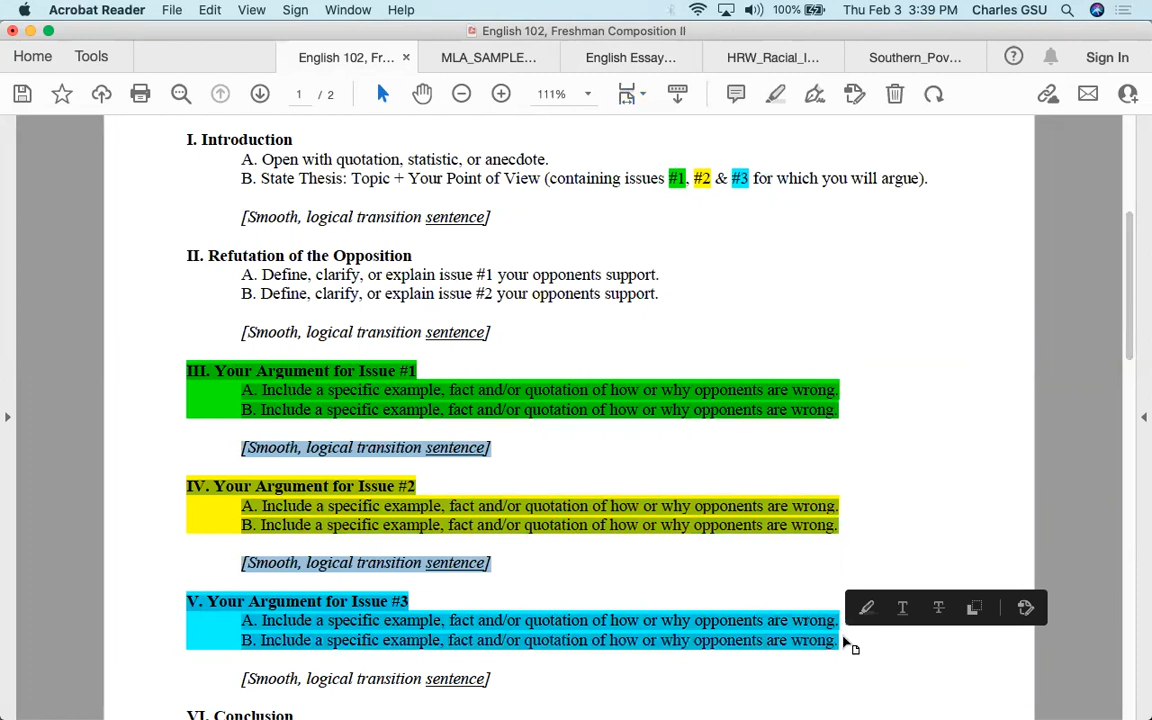 Acrobat Reader File Edit View Sign Window Help 100% Thu Feb 3 3:39 PM Charles GSU
English 102, Freshman Composition II
Home Tools English 102, Fr... × MLA_SAMPLE... English Essay... HRW_Racial_I... Southern_Pov... Sign In
1 / 2 111%
I. Introduction
A. Open with quotation, statistic, or anecdote.
B. State Thesis: Topic + Your Point of View (containing issues #1, #2 & #3 for which you will argue).
[Smooth, logical transition sentence]
II. Refutation of the Opposition
A. Define, clarify, or explain issue #1 your opponents support.
B. Define, clarify, or explain issue #2 your opponents support.
[Smooth, logical transition sentence]
III. Your Argument for Issue #1
A. Include a specific example, fact and/or quotation of how or why opponents are wrong.
B. Include a specific example, fact and/or quotation of how or why opponents are wrong.
[Smooth, logical transition sentence]
IV. Your Argument for Issue #2
A. Include a specific example, fact and/or quotation of how or why opponents are wrong.
B. Include a specific example, fact and/or quotation of how or why opponents are wrong.
[Smooth, logical transition sentence]
V. Your Argument for Issue #3
A. Include a specific example, fact and/or quotation of how or why opponents are wrong.
B. Include a specific example, fact and/or quotation of how or why opponents are wrong.
[Smooth, logical transition sentence]
VI. Conclusion